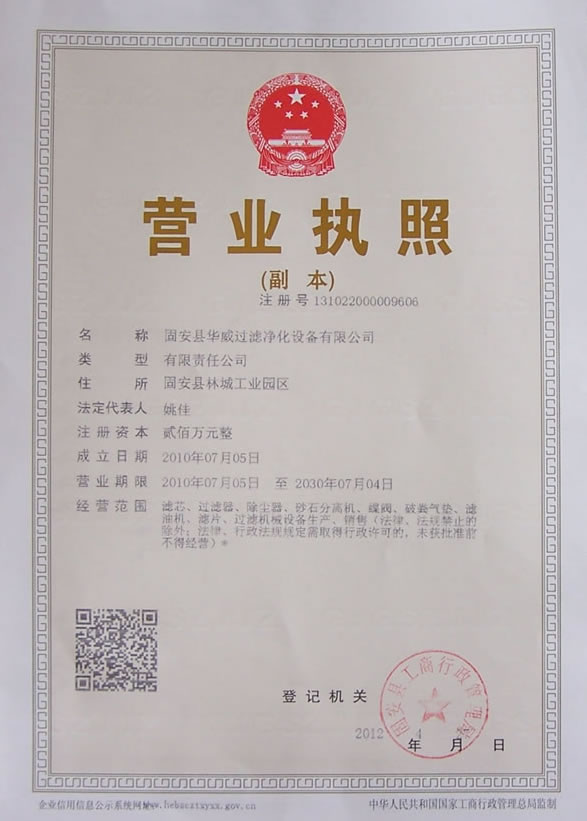 营业执照
(副 本)
注册号 131022000009606
名 称 固安县华威过滤净化设备有限公司
类 型 有限责任公司
住 所 固安县林城工业园区
法定代表人 姚佳
注册资本 贰佰万元整
成立日期 2010年07月05日
营业期限 2010年07月05日 至 2030年07月04日
经营范围 滤芯、过滤器、除尘器、砂石分离机、蝶阀、破裂气垫、滤
油机、滤片、过滤机械设备生产、销售（法律、法规禁止的
除外；法律、行政法规规定需取得行政许可的，未获批准前
不得经营）*
固安县工商行政管理局
登记机关
2012 年 4 月 日
企业信用信息公示系统网址：www.hebscztxyxx.gov.cn
中华人民共和国国家工商行政管理总局监制